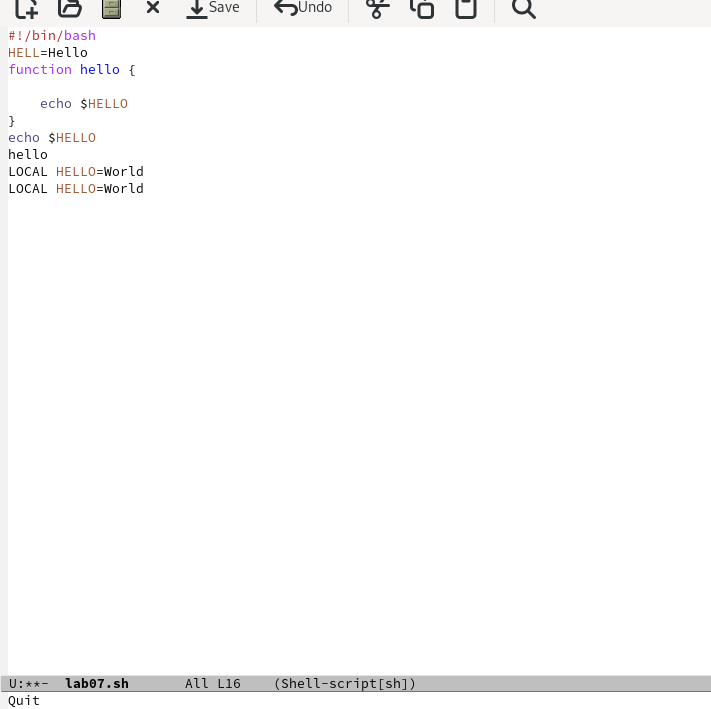 Save Undo
#!/bin/bash
HELL=Hello
function hello {
echo $HELLO
}
echo $HELLO
hello
LOCAL HELLO=World
LOCAL HELLO=World
U:**- lab07.sh All L16 (Shell-script[sh])
Quit